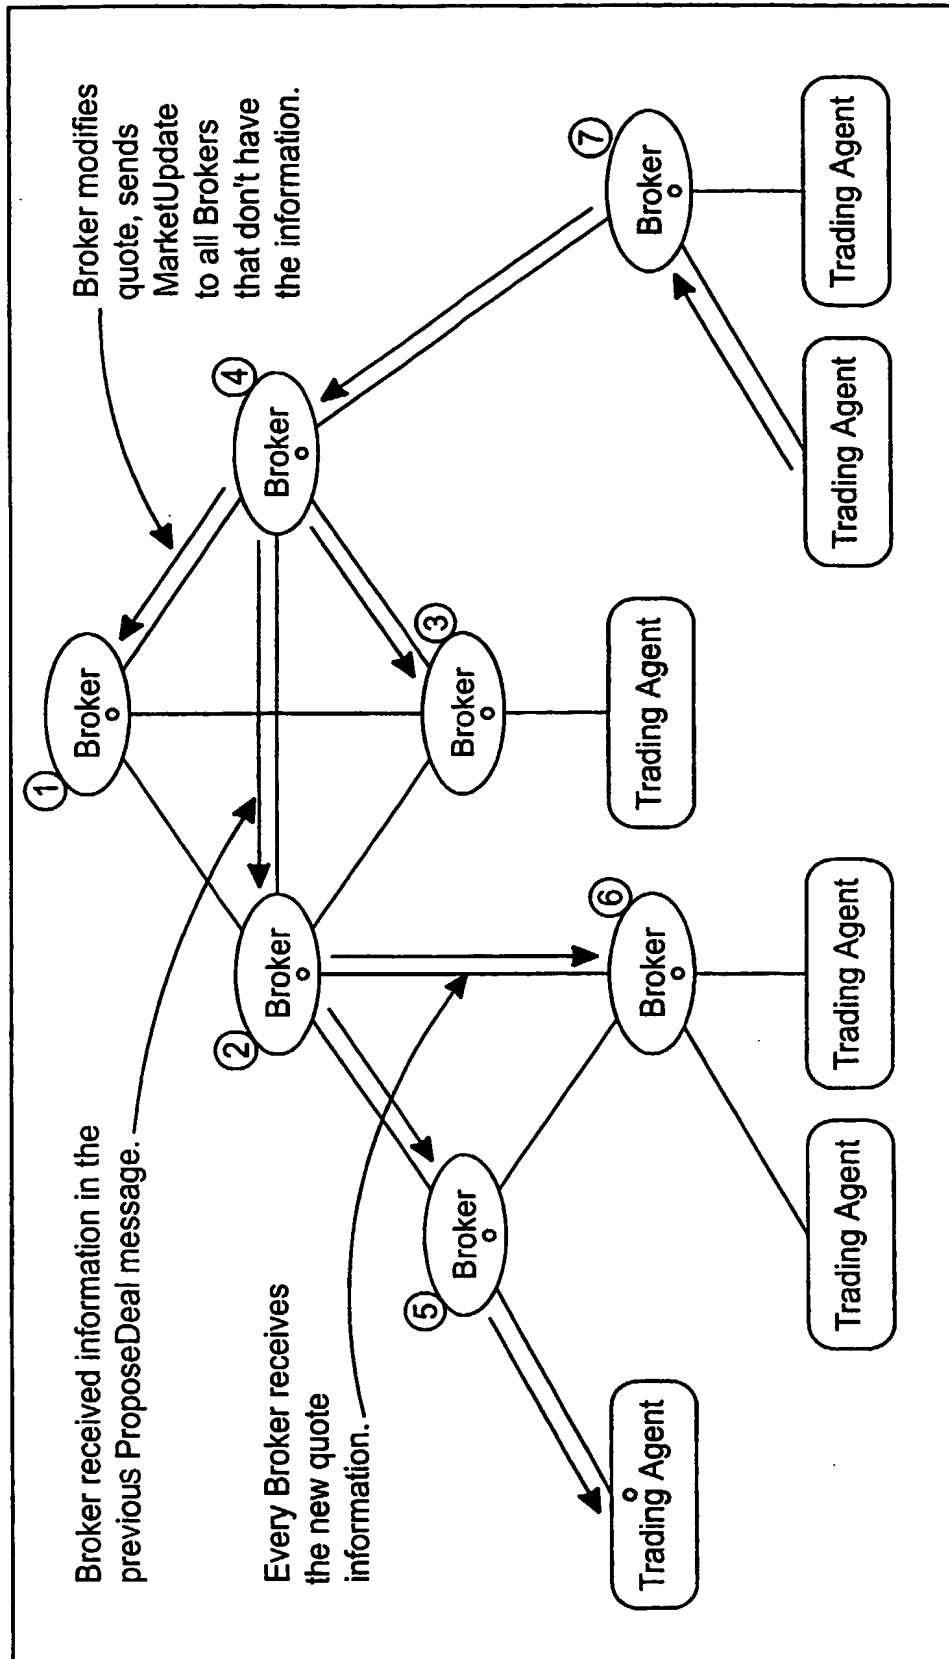 Broker received information in the
previous ProposeDeal message.
Broker modifies
quote, sends
MarketUpdate
to all Brokers
that don't have
the information.
Every Broker receives
the new quote
information.
1
Broker
2
Broker
4
Broker
5
Broker
3
Broker
6
Broker
7
Broker
Trading Agent
Trading Agent
Trading Agent
Trading Agent
Trading Agent
Trading Agent